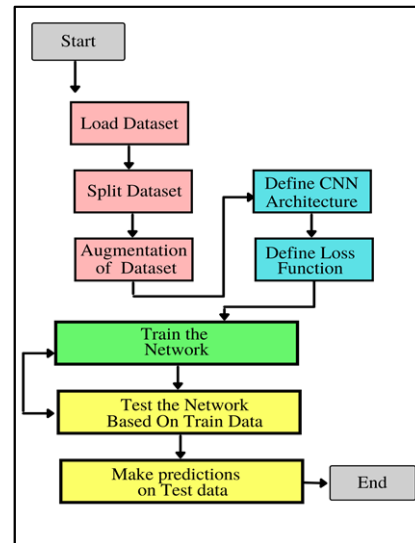 Start
Load Dataset
Split Dataset
Augmentation
of Dataset
Define CNN
Architecture
Define Loss
Function
Train the
Network
Test the Network
Based On Train Data
Make predictions
on Test data
End